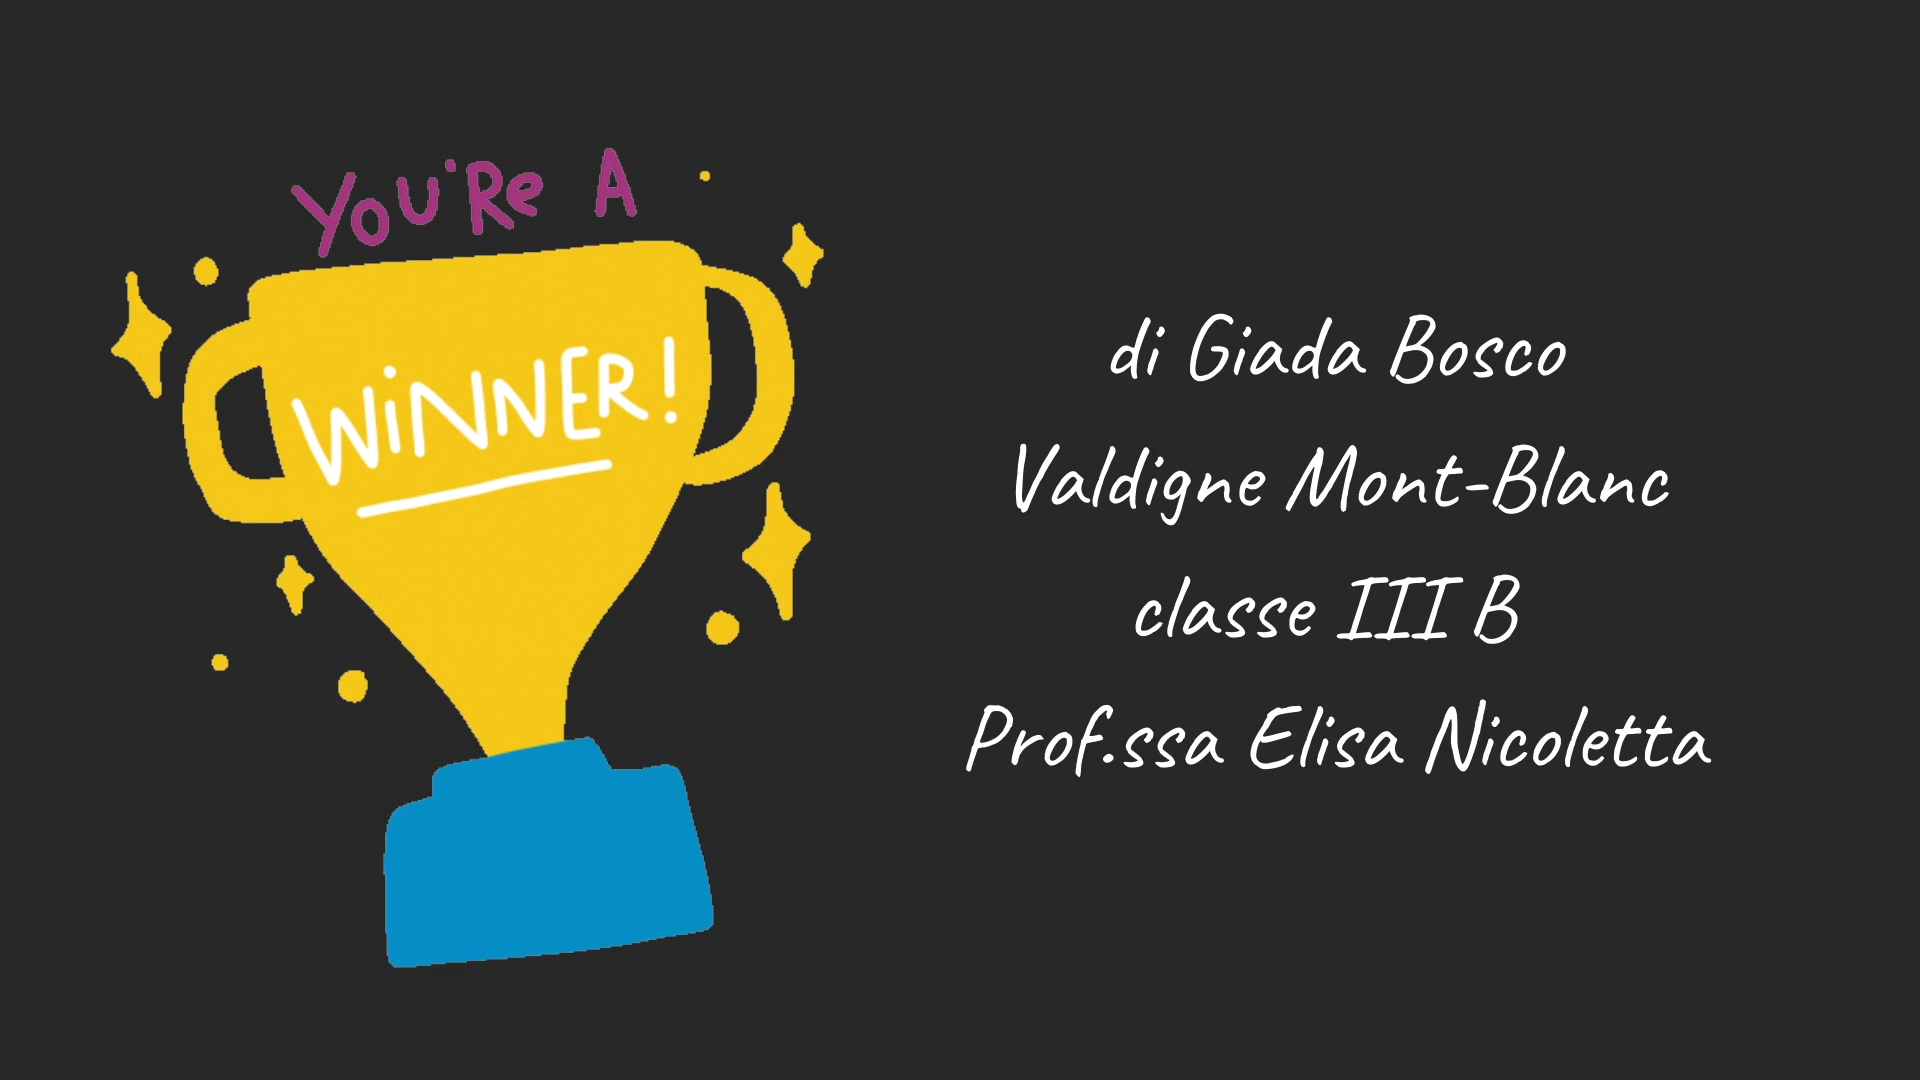 YOU'Re A
WiNNER!
di Giada Bosco
Valdigne Mont-Blanc
classe III B
Prof.ssa Elisa Nicoletta